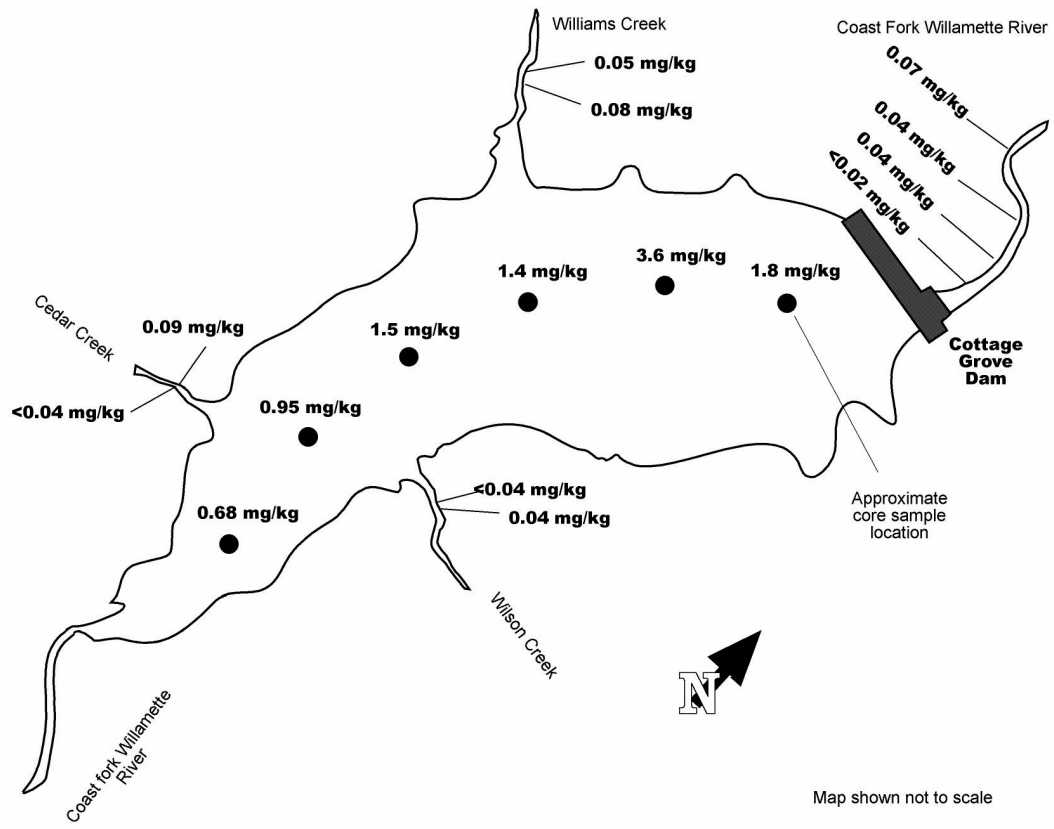 Williams Creek
0.05 mg/kg
0.08 mg/kg
Coast Fork Willamette River
0.07 mg/kg
0.04 mg/kg
0.04 mg/kg
<0.02 mg/kg
1.4 mg/kg
3.6 mg/kg
1.8 mg/kg
Cedar Creek
0.09 mg/kg
<0.04 mg/kg
1.5 mg/kg
0.95 mg/kg
0.68 mg/kg
Cottage
Grove
Dam
<0.04 mg/kg
0.04 mg/kg
Approximate
core sample
location
Wilson Creek
N
Coast fork Willamette
River
Map shown not to scale